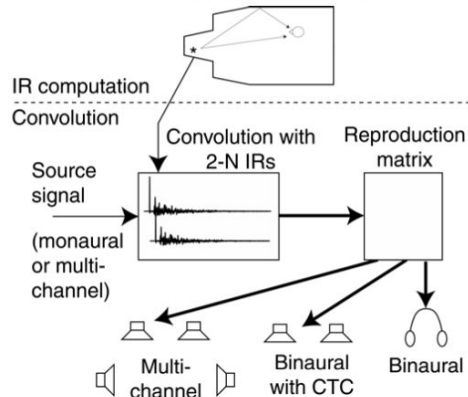 *
IR computation
Convolution
Convolution with
2-N IRs
Reproduction
matrix
Source
signal
(monaural
or multi-
channel)
Multi-
channel
Binaural
with CTC
Binaural